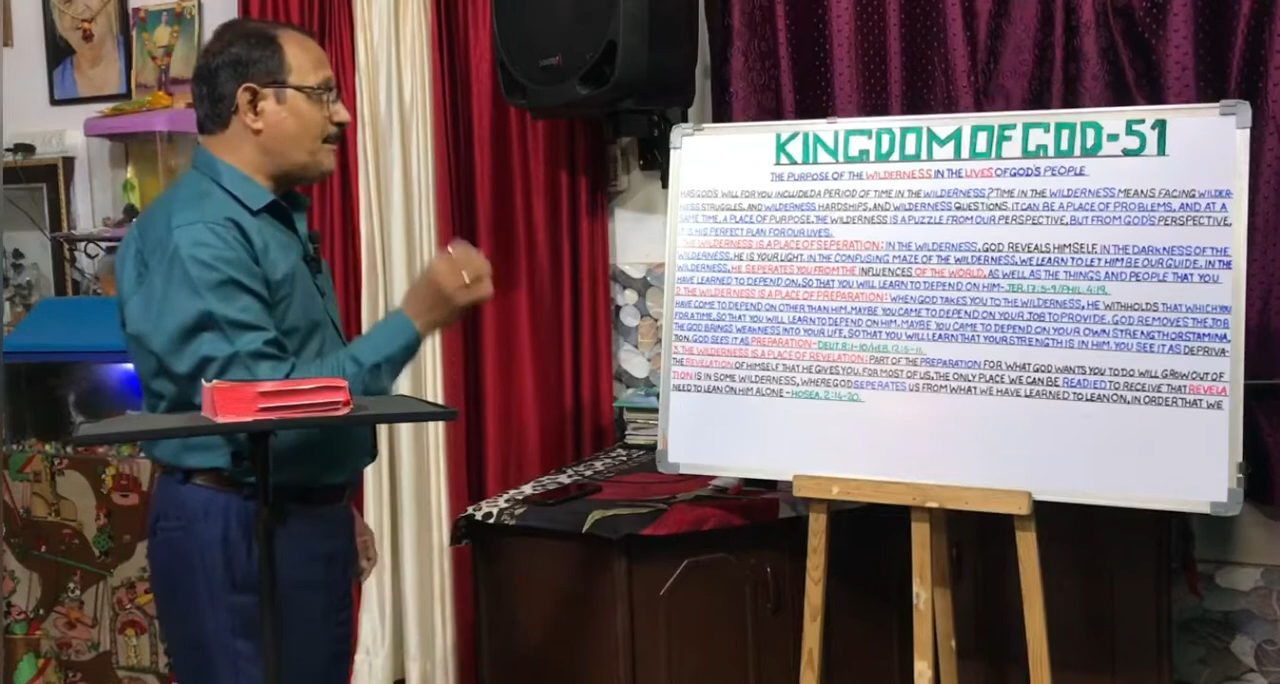 KINGDOM OF GOD-51
THE PURPOSE OF THE WILDERNESS IN THE LIVES OF GOD'S PEOPLE
HAS GOD'S WILL FOR YOU INCLUDED A PERIOD OF TIME IN THE WILDERNESS? TIME IN THE WILDERNESS MEANS FACING WILDER-
NESS STRUGGLES, AND WILDERNESS HARDSHIPS, AND WILDERNESS QUESTIONS. IT CAN BE A PLACE OF PROBLEMS, AND AT A
SAME TIME, A PLACE OF PURPOSE. THE WILDERNESS IS A PUZZLE FROM OUR PERSPECTIVE, BUT FROM GOD'S PERSPECTIVE,
IT IS HIS PERFECT PLAN FOR OUR LIVES.
1. THE WILDERNESS IS A PLACE OF SEPERATION: IN THE WILDERNESS, GOD REVEALS HIMSELF IN THE DARKNESS OF THE
WILDERNESS, HE IS YOUR LIGHT. IN THE CONFUSING MAZE OF THE WILDERNESS, WE LEARN TO LET HIM BE OUR GUIDE. IN THE
WILDERNESS, HE SEPERATES YOU FROM THE INFLUENCES OF THE WORLD, AS WELL AS THE THINGS AND PEOPLE THAT YOU
HAVE LEARNED TO DEPEND ON, SO THAT YOU WILL LEARN TO DEPEND ON HIM- JER.17:5-9/PHIL.4:19.
2. THE WILDERNESS IS A PLACE OF PREPARATION: WHEN GOD TAKES YOU TO THE WILDERNESS, HE WITHHOLDS THAT WHICH YOU
HAVE COME TO DEPEND ON OTHER THAN HIM. MAYBE YOU CAME TO DEPEND ON YOUR JOB TO PROVIDE. GOD REMOVES THE JOB
FOR A TIME, SO THAT YOU WILL LEARN TO DEPEND ON HIM. MAYBE YOU CAME TO DEPEND ON YOUR OWN STRENGTH OR STAMINA,
THE GOD BRINGS WEAKNESS INTO YOUR LIFE, SO THAT YOU WILL LEARN THAT YOUR STRENGTH IS IN HIM. YOU SEE IT AS DEPRIVA-
TION. GOD SEES IT AS PREPARATION- DEUT.8:1-10/HEB.12:5-11.
3. THE WILDERNESS IS A PLACE OF REVELATION: PART OF THE PREPARATION FOR WHAT GOD WANTS YOU TO DO WILL GROW OUT OF
THE REVELATION OF HIMSELF THAT HE GIVES YOU. FOR MOST OF US, THE ONLY PLACE WE CAN BE READIED TO RECEIVE THAT REVELA
TION IS IN SOME WILDERNESS, WHERE GOD SEPERATES US FROM WHAT WE HAVE LEARNED TO LEAN ON, IN ORDER THAT WE
NEED TO LEAN ON HIM ALONE - HOSEA.2:14-20.